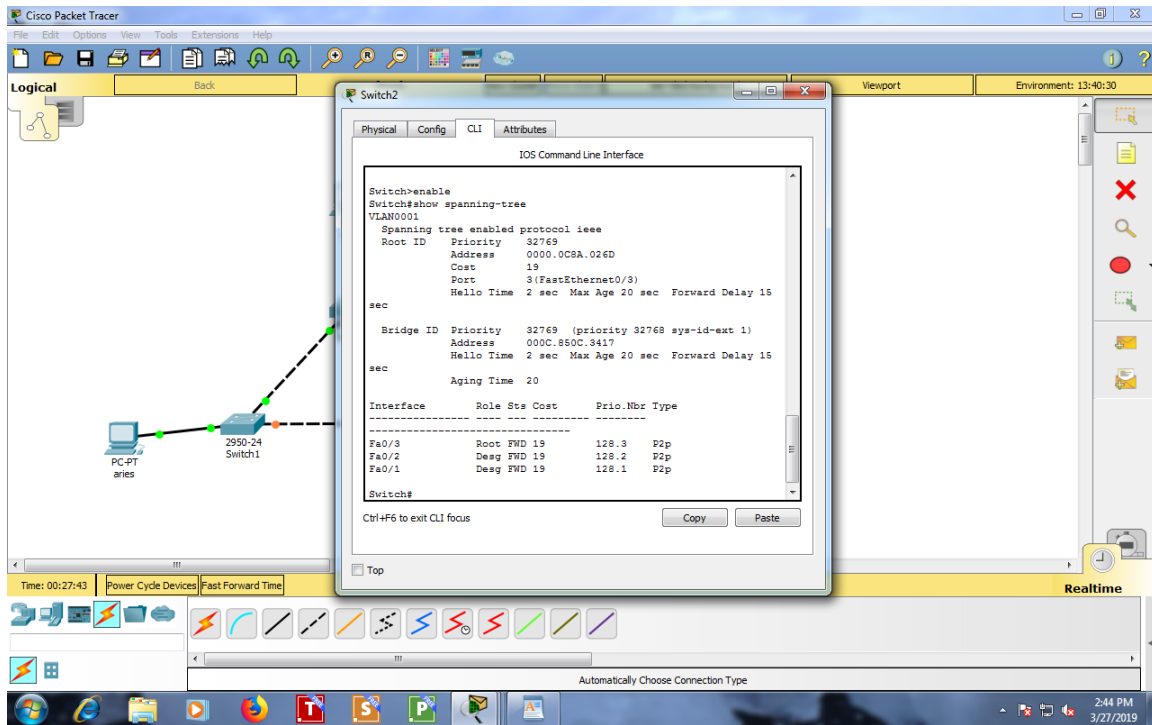 Cisco Packet Tracer
File Edit Options View Tools Extensions Help
Logical
Back
Viewport
Environment: 13:40:30
Switch2
Physical Config CLI Attributes
IOS Command Line Interface
Switch>enable
Switch#show spanning-tree
VLAN0001
Spanning tree enabled protocol ieee
Root ID Priority 32769
Address 0000.0C8A.026D
Cost 19
Port 3(FastEthernet0/3)
Hello Time 2 sec Max Age 20 sec Forward Delay 15
sec
Bridge ID Priority 32769 (priority 32768 sys-id-ext 1)
Address 000C.850C.3417
Hello Time 2 sec Max Age 20 sec Forward Delay 15
sec
Aging Time 20
Interface Role Sts Cost Prio.Nbr Type
---------------- ---- --- --------- --------
--------------------------------
Fa0/3 Root FWD 19 128.3 P2p
Fa0/2 Desg FWD 19 128.2 P2p
Fa0/1 Desg FWD 19 128.1 P2p
Switch#
Ctrl+F6 to exit CLI focus
Copy Paste
Top
2950-24
Switch1
PC-PT
aries
Time: 00:27:43 Power Cycle Devices Fast Forward Time
Realtime
Automatically Choose Connection Type
2:44 PM
3/27/2019